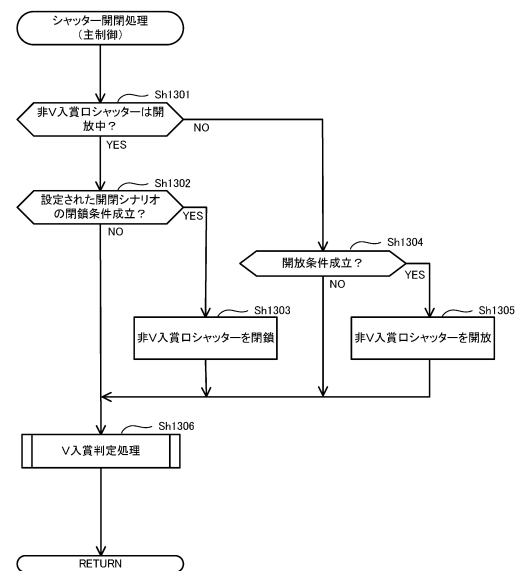 シャッター開閉処理
（主制御）
Sh1301
非V入賞口シャッターは開
放中？
NO
YES
Sh1302
設定された開閉シナリオ
の閉鎖条件成立？
YES
NO
Sh1304
開放条件成立？
YES
NO
Sh1303
非V入賞口シャッターを閉鎖
Sh1305
非V入賞口シャッターを開放
Sh1306
V入賞判定処理
RETURN